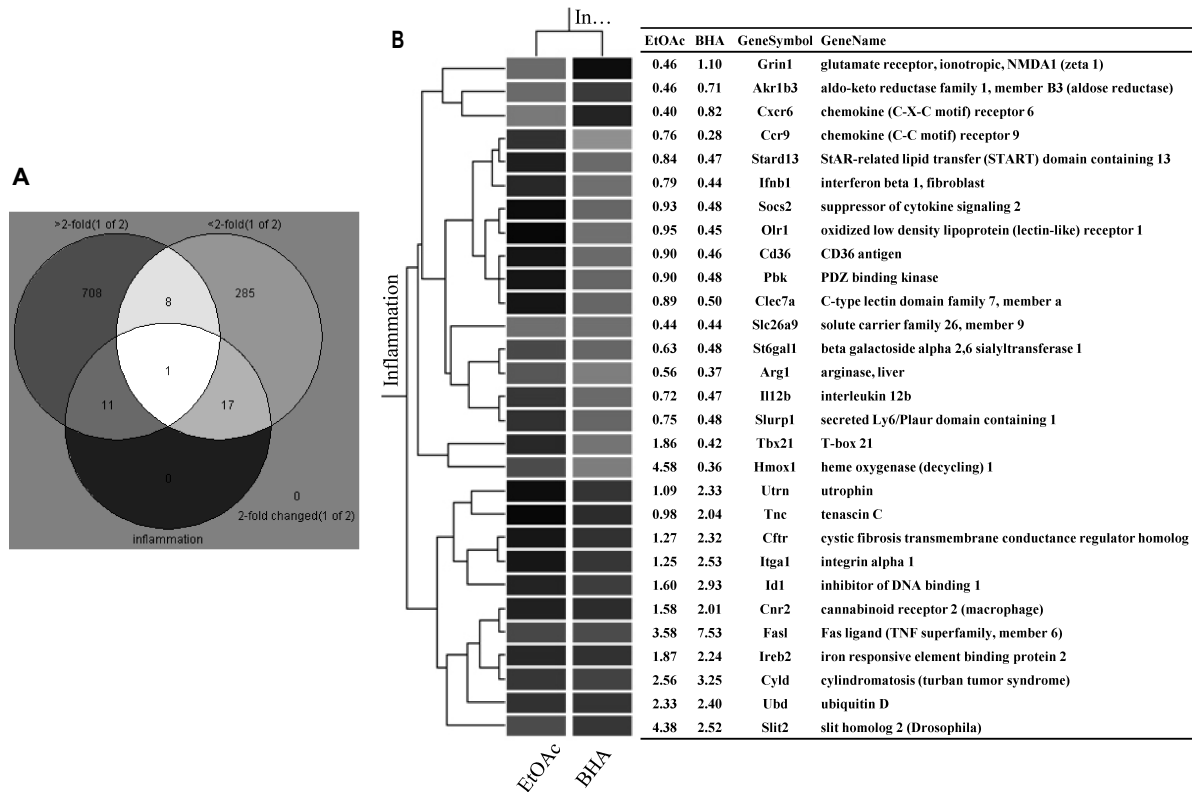 A
>2-fold(1 of 2)
<2-fold(1 of 2)
708
8
285
1
11
17
0
0
2-fold changed(1 of 2)
inflammation
B
In…
Inflammation
EtOAc BHA GeneSymbol GeneName
0.46 1.10 Grin1 glutamate receptor, ionotropic, NMDA1 (zeta 1)
0.46 0.71 Akr1b3 aldo-keto reductase family 1, member B3 (aldose reductase)
0.40 0.82 Cxcr6 chemokine (C-X-C motif) receptor 6
0.76 0.28 Ccr9 chemokine (C-C motif) receptor 9
0.84 0.47 Stard13 StAR-related lipid transfer (START) domain containing 13
0.79 0.44 Ifnb1 interferon beta 1, fibroblast
0.93 0.48 Socs2 suppressor of cytokine signaling 2
0.95 0.45 Olr1 oxidized low density lipoprotein (lectin-like) receptor 1
0.90 0.46 Cd36 CD36 antigen
0.90 0.48 Pbk PDZ binding kinase
0.89 0.50 Clec7a C-type lectin domain family 7, member a
0.44 0.44 Slc26a9 solute carrier family 26, member 9
0.63 0.48 St6gal1 beta galactoside alpha 2,6 sialyltransferase 1
0.56 0.37 Arg1 arginase, liver
0.72 0.47 Il12b interleukin 12b
0.75 0.48 Slurp1 secreted Ly6/Plaur domain containing 1
1.86 0.42 Tbx21 T-box 21
4.58 0.36 Hmox1 heme oxygenase (decycling) 1
1.09 2.33 Utrn utrophin
0.98 2.04 Tnc tenascin C
1.27 2.32 Cftr cystic fibrosis transmembrane conductance regulator homolog
1.25 2.53 Itga1 integrin alpha 1
1.60 2.93 Id1 inhibitor of DNA binding 1
1.58 2.01 Cnr2 cannabinoid receptor 2 (macrophage)
3.58 7.53 Fasl Fas ligand (TNF superfamily, member 6)
1.87 2.24 Ireb2 iron responsive element binding protein 2
2.56 3.25 Cyld cylindromatosis (turban tumor syndrome)
2.33 2.40 Ubd ubiquitin D
4.38 2.52 Slit2 slit homolog 2 (Drosophila)
EtOAc
BHA